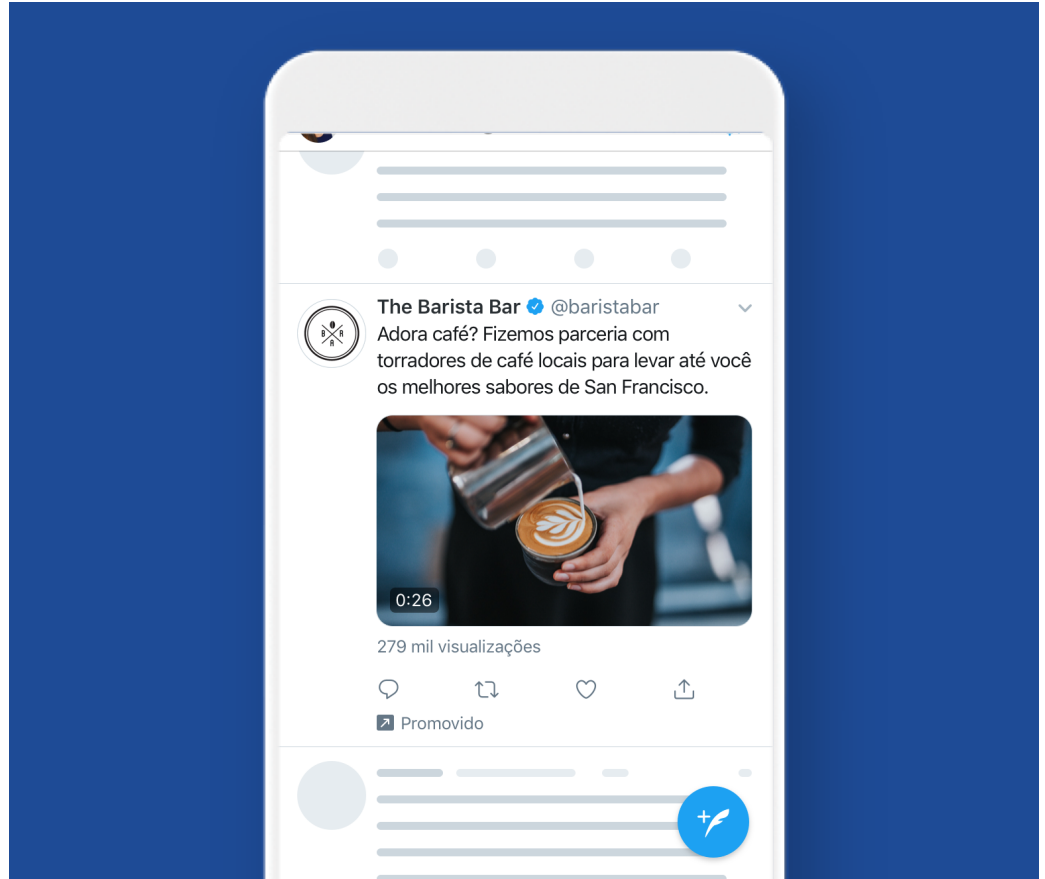 The Barista Bar @baristabar
Adora café? Fizemos parceria com
torradores de café locais para levar até você
os melhores sabores de San Francisco.
B A R A
0:26
279 mil visualizações
Promovido